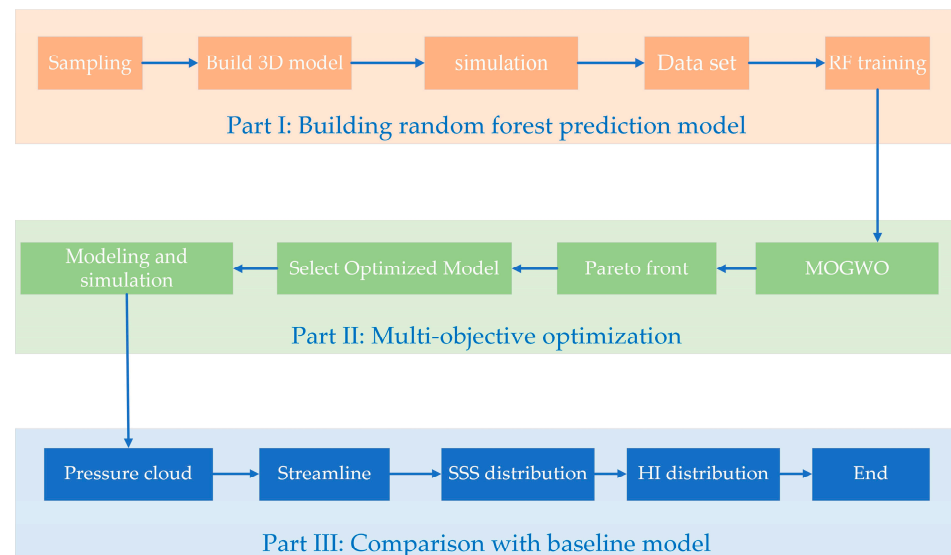 Sampling
Build 3D model
simulation
Data set
RF training
Part I: Building random forest prediction model
Modeling and
simulation
Select Optimized Model
Pareto front
MOGWO
Part II: Multi-objective optimization
Pressure cloud
Streamline
SSS distribution
HI distribution
End
Part III: Comparison with baseline model